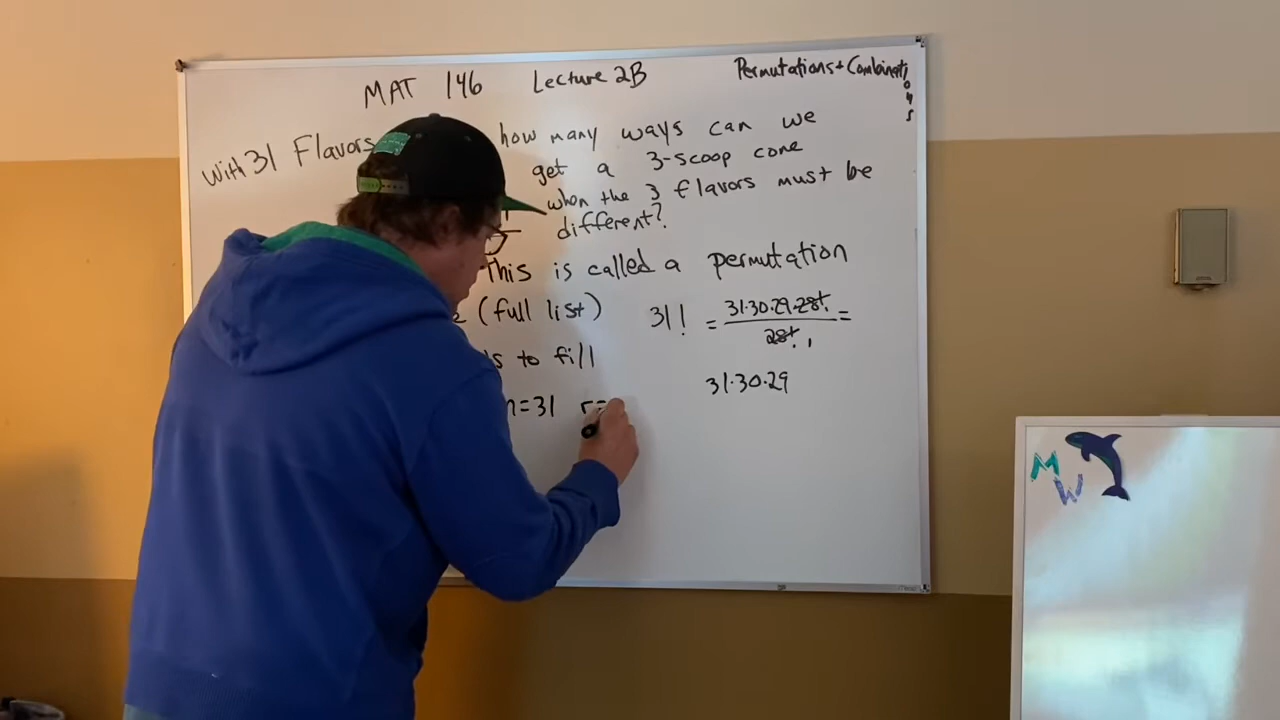 MAT 146 Lecture 2B Permutations + Combinations
With 31 Flavors how many ways can we
get a 3-scoop cone
when the 3 flavors must be
different?
This is called a permutation
(full list) 31! = 31·30·29·28! =
28!
to fill
31·30·29
n=31 r=
M
W